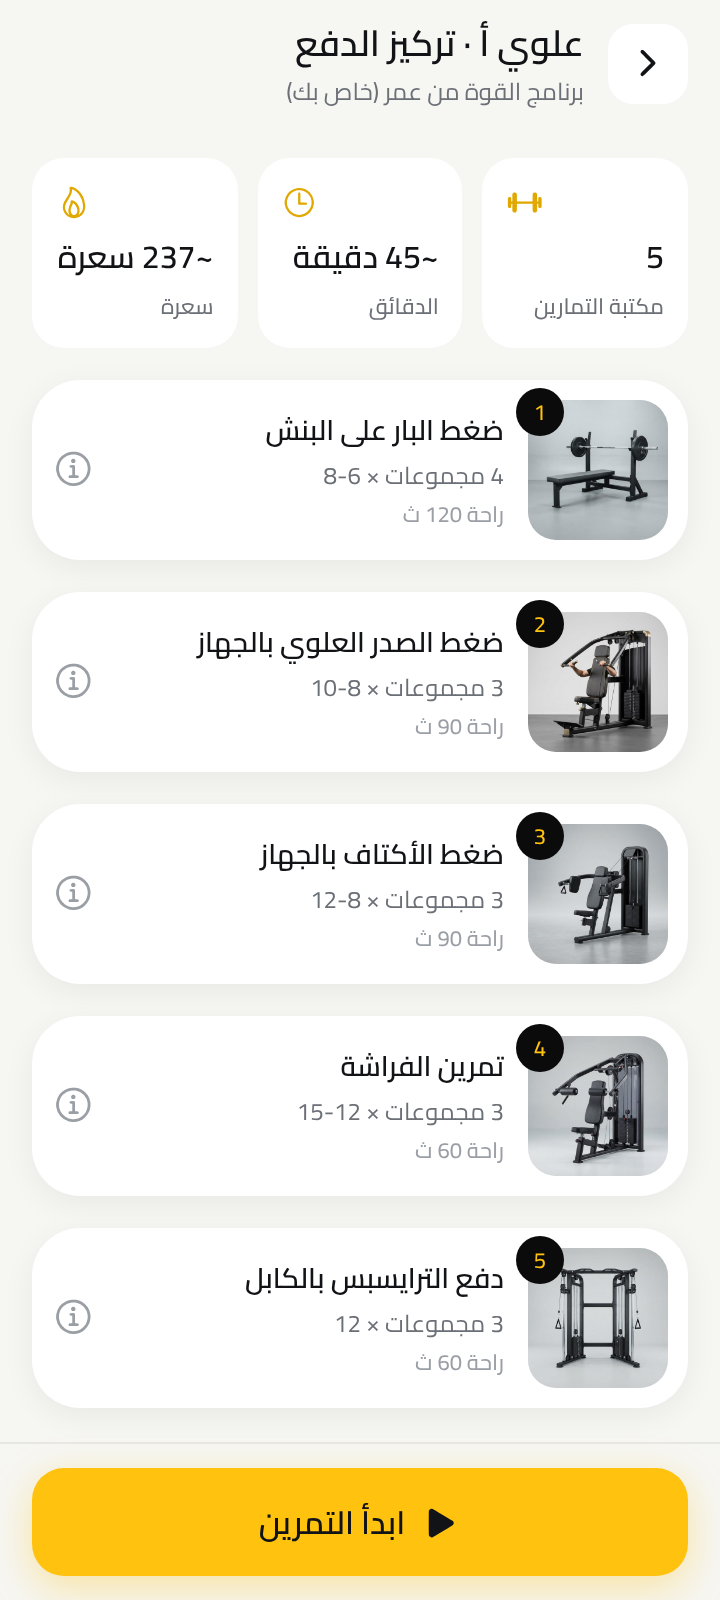 علوي أ · تركيز الدفع
برنامج القوة من عمر (خاص بك)
5
مكتبة التمارين
~45 دقيقة
الدقائق
~237 سعرة
سعرة
1
ضغط البار على البنش
4 مجموعات × 6-8
راحة 120 ث
2
ضغط الصدر العلوي بالجهاز
3 مجموعات × 8-10
راحة 90 ث
3
ضغط الأكتاف بالجهاز
3 مجموعات × 8-12
راحة 90 ث
4
تمرين الفراشة
3 مجموعات × 12-15
راحة 60 ث
5
دفع الترايسبس بالكابل
3 مجموعات × 12
راحة 60 ث
ابدأ التمرين